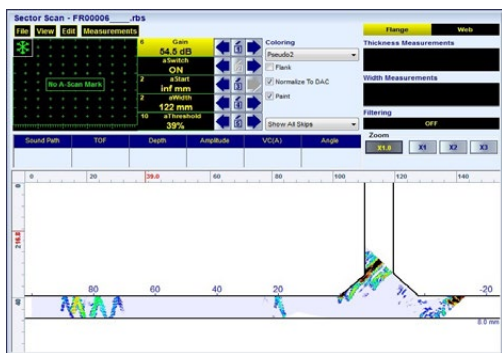 Sector Scan - FR00006____.rbs
File View Edit Measurements
No A-Scan Mark
6 Gain
54.5 dB
aSwitch
ON
2 aStart
inf mm
2 aWidth
122 mm
10 aThreshold
39%
Coloring
Pseudo2
Flank
Normalize To DAC
Paint
Show All Skips
Flange Web
Thickness Measurements
Width Measurements
Filtering
OFF
Zoom
X1.0 X1 X2 X3
Sound Path TOF Depth Amplitude VC(A) Angle
0 20 39.0 60 80 100 120 140
0
216.8
40
80 60 40 20 -20
0.0 mm